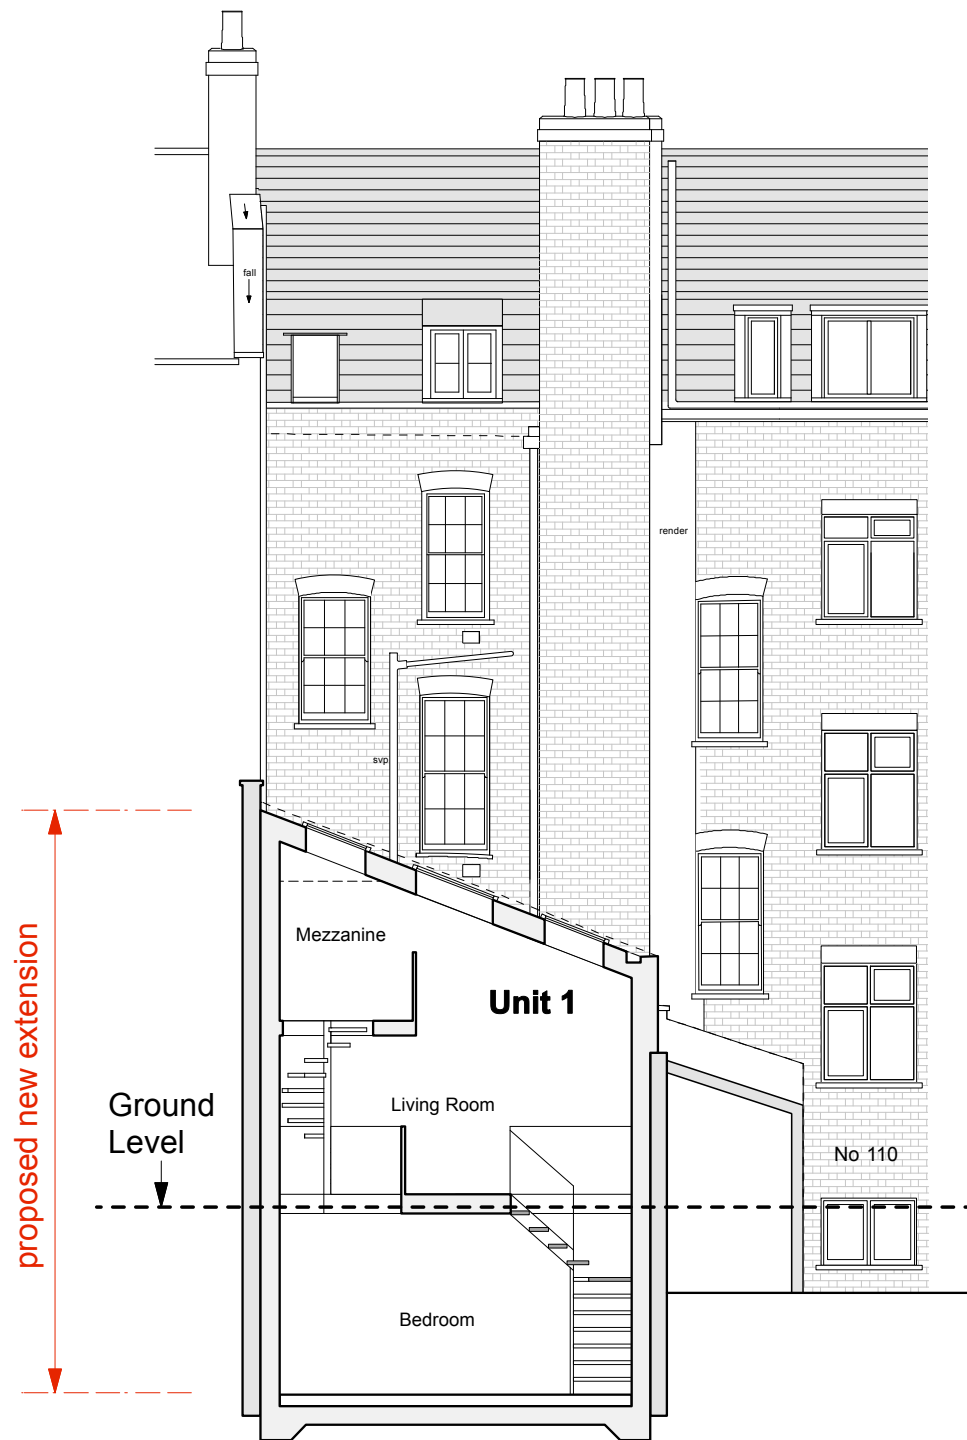 fall
render
svp
Mezzanine
Unit 1
proposed new extension
Ground
Level
Living Room
No 110
Bedroom